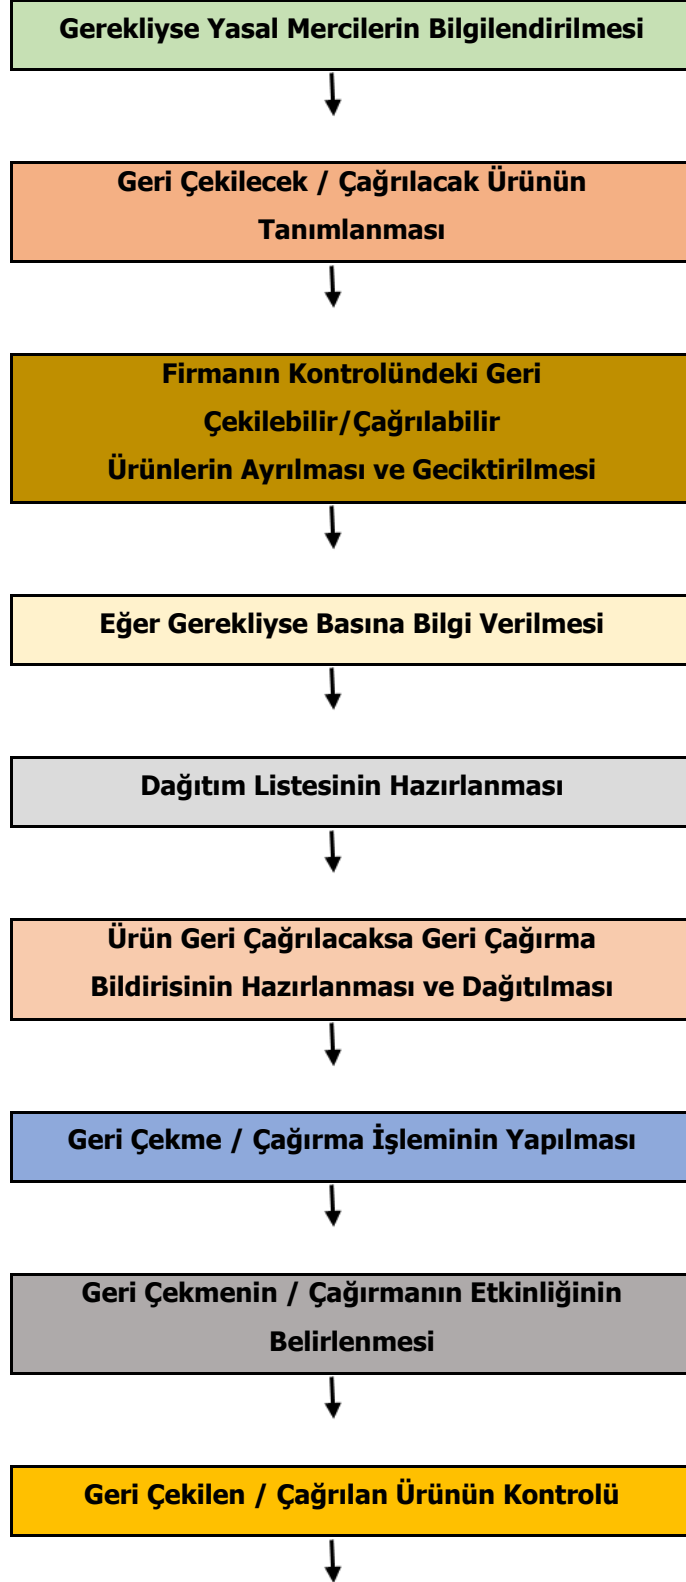 Gerekliyse Yasal Mercilerin Bilgilendirilmesi
Geri Çekilecek / Çağrılacak Ürünün
Tanımlanması
Firmanın Kontrolündeki Geri
Çekilebilir/Çağrılabilir
Ürünlerin Ayrılması ve Geciktirilmesi
Eğer Gerekliyse Basına Bilgi Verilmesi
Dağıtım Listesinin Hazırlanması
Ürün Geri Çağrılacaksa Geri Çağırma
Bildirisinin Hazırlanması ve Dağıtılması
Geri Çekme / Çağırma İşleminin Yapılması
Geri Çekmenin / Çağırmanın Etkinliğinin
Belirlenmesi
Geri Çekilen / Çağrılan Ürünün Kontrolü